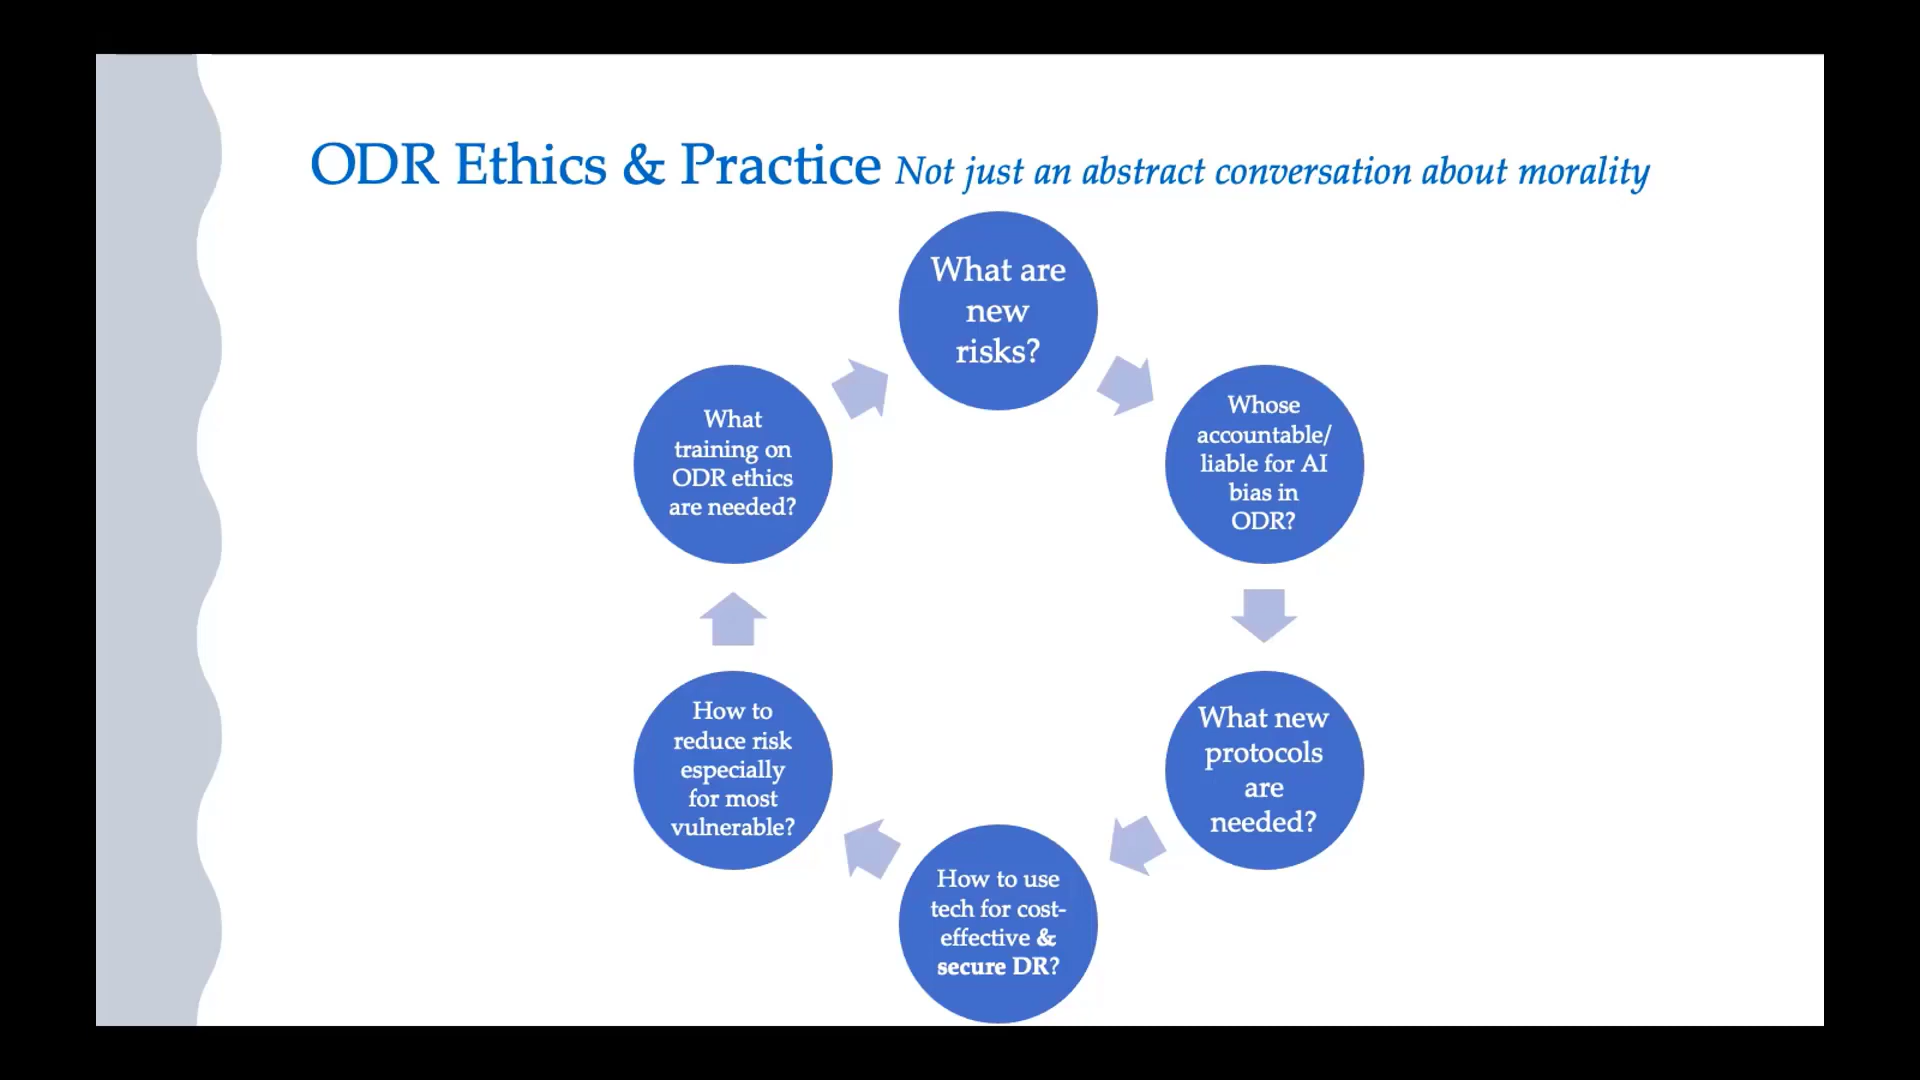 ODR Ethics & Practice Not just an abstract conversation about morality
What are
new
risks?
Whose
accountable/
liable for AI
bias in
ODR?
What new
protocols
are
needed?
How to use
tech for cost-
effective &
secure DR?
How to
reduce risk
especially
for most
vulnerable?
What
training on
ODR ethics
are needed?